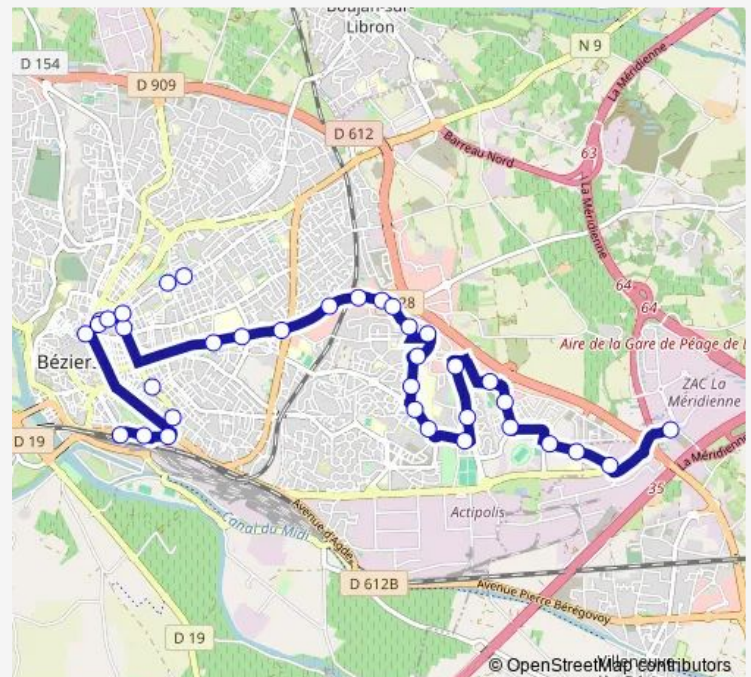 Boujan-sur-
Libron
D 154
N 9
D 909
La Méridienne
D 612
Barreau Nord
63
La Méridienne
64
28
64
Aire de la Gare de Péage de
Bézier
ZAC La
Méridienne
D 19
La Méridienne
35
Actipolis
Canal du Midi
Avenue d'Agde
D 612B
Avenue Pierre Bérégovoy
D 19
Villeneuve
© OpenStreetMap contributors